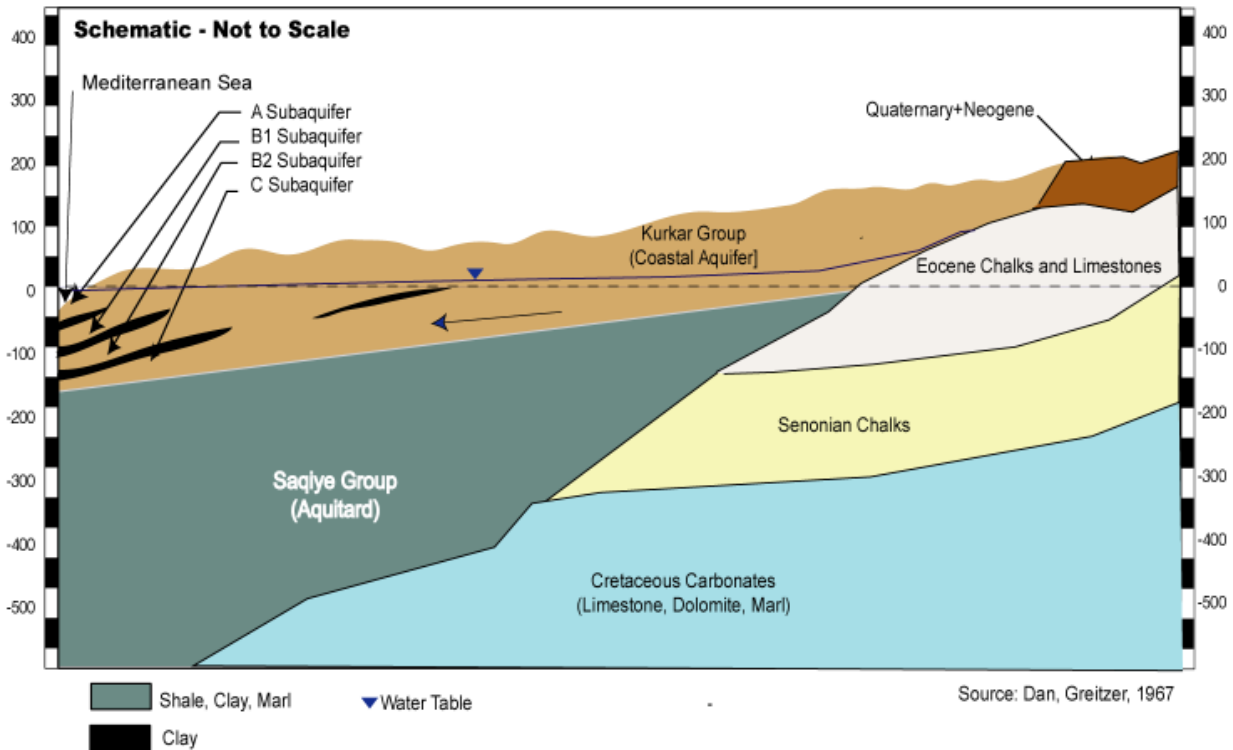 Schematic - Not to Scale
400
300
200
100
0
-100
-200
-300
-400
-500
400
300
200
100
0
-100
-200
-300
-400
-500
Mediterranean Sea
A Subaquifer
B1 Subaquifer
B2 Subaquifer
C Subaquifer
Quaternary+Neogene
Kurkar Group
(Coastal Aquifer]
Eocene Chalks and Limestones
Senonian Chalks
Saqiye Group
(Aquitard)
Cretaceous Carbonates
(Limestone, Dolomite, Marl)
Shale, Clay, Marl
Water Table
Source: Dan, Greitzer, 1967
Clay